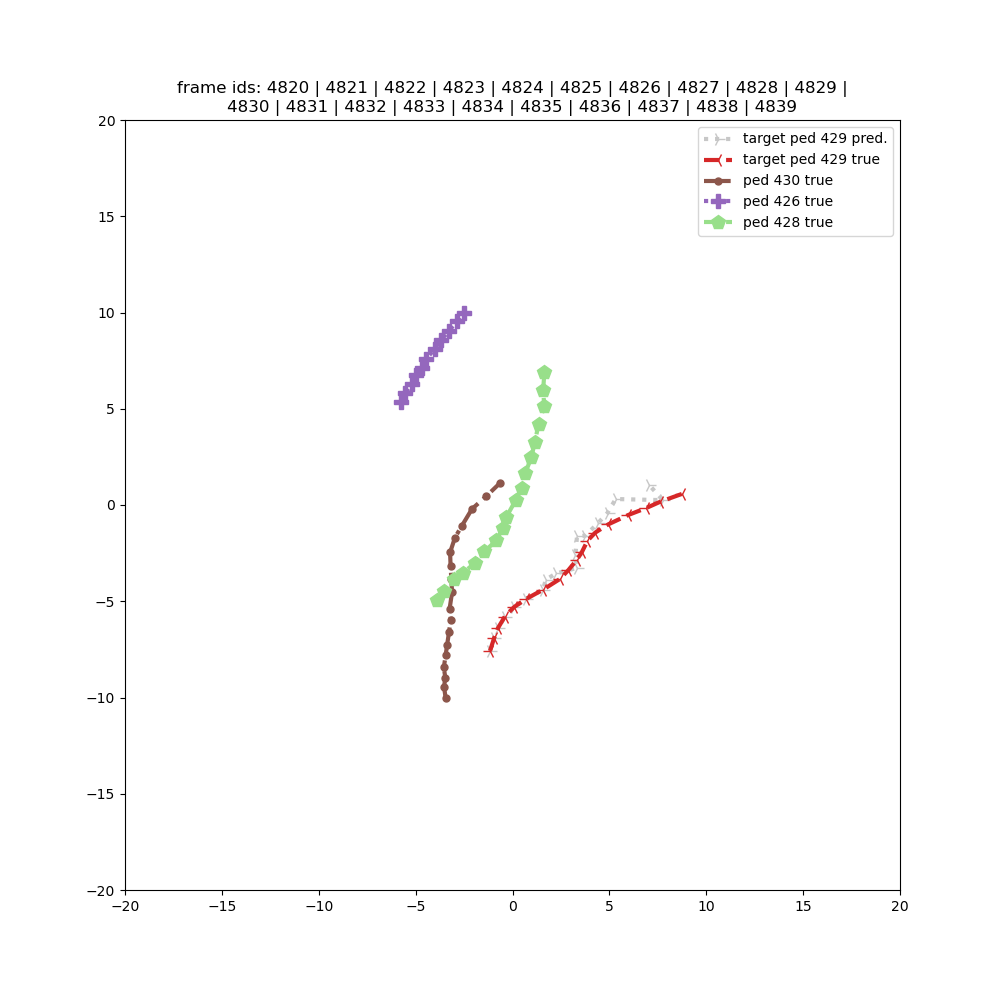 frame ids: 4820 | 4821 | 4822 | 4823 | 4824 | 4825 | 4826 | 4827 | 4828 | 4829 |
4830 | 4831 | 4832 | 4833 | 4834 | 4835 | 4836 | 4837 | 4838 | 4839
target ped 429 pred.
target ped 429 true
ped 430 true
ped 426 true
ped 428 true
20
15
10
5
0
−5
−10
−15
−20
−20 −15 −10 −5 0 5 10 15 20